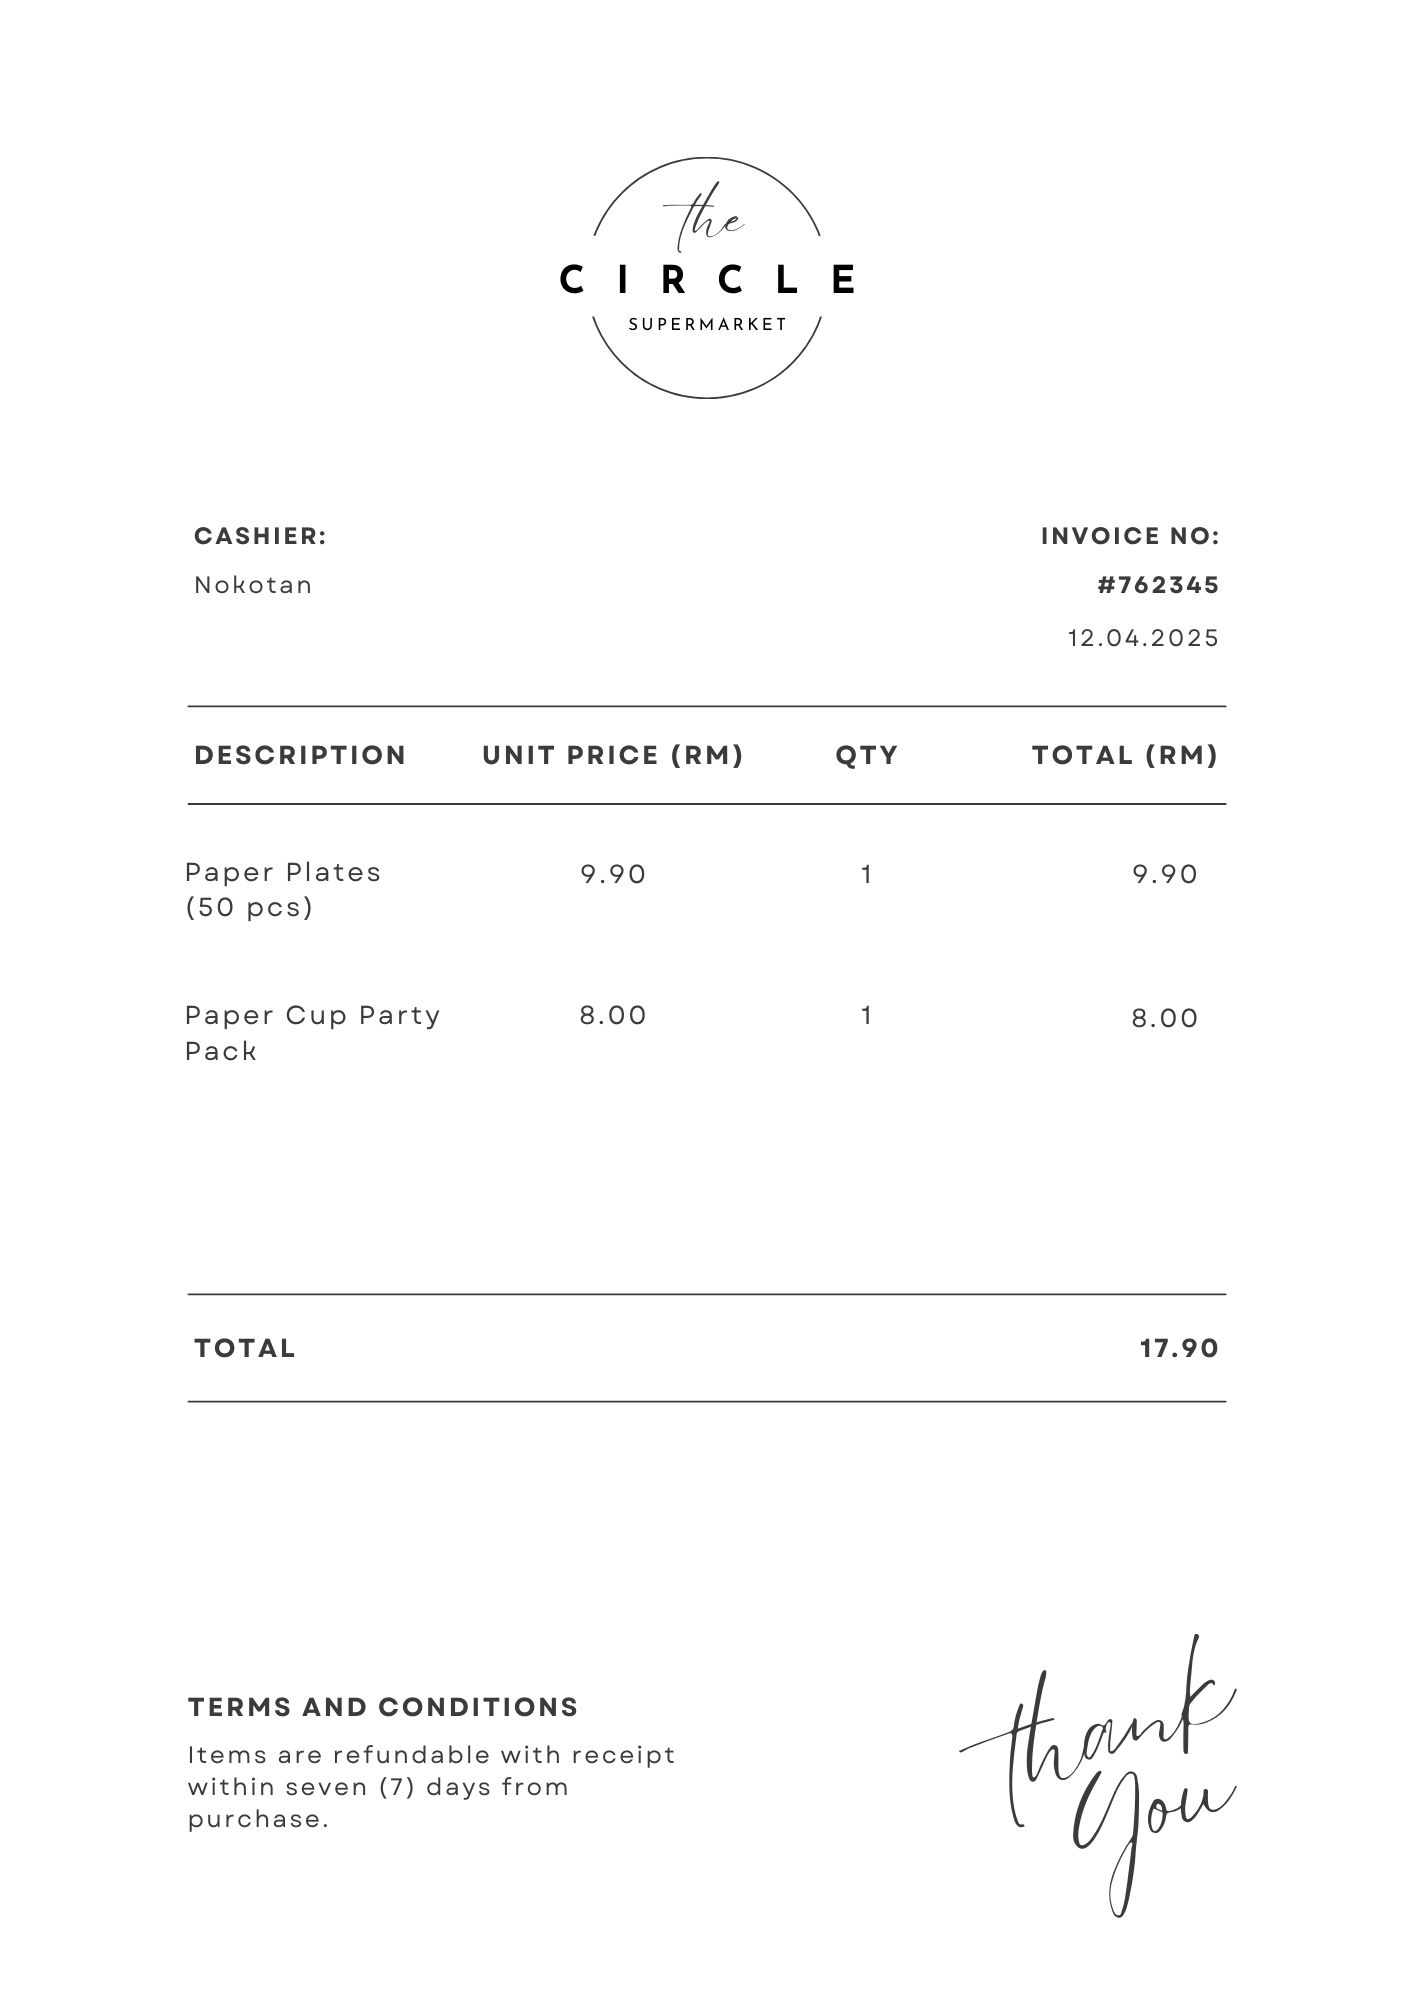 the
CIRCLE
SUPERMARKET
CASHIER:
Nokotan
INVOICE NO:
#762345
12.04.2025
DESCRIPTION UNIT PRICE (RM) QTY TOTAL (RM)
Paper Plates 9.90 1 9.90
(50 pcs)
Paper Cup Party 8.00 1 8.00
Pack
TOTAL 17.90
TERMS AND CONDITIONS
Items are refundable with receipt
within seven (7) days from
purchase.
thank
you